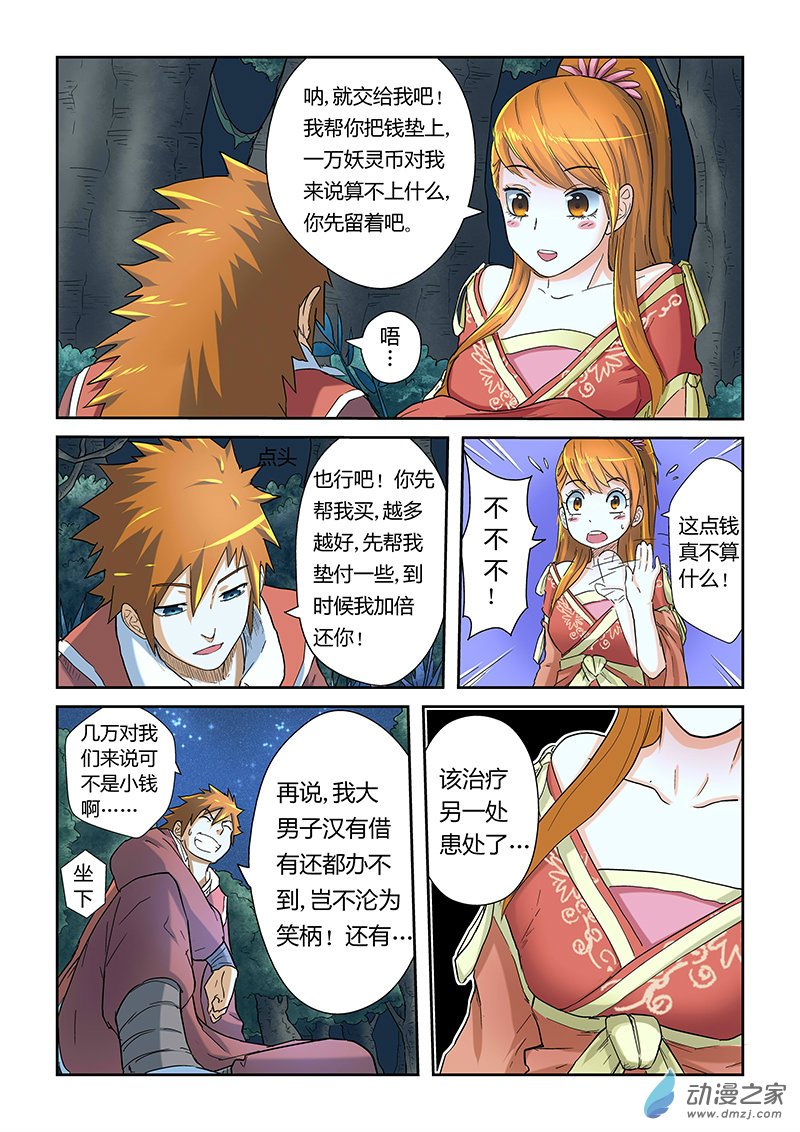 呐，就交给我吧！
我帮你把钱垫上，
一万妖灵币对我
来说算不上什么，
你先留着吧。
唔
…
点头
也行吧！你先
帮我买，越多
越好，先帮我
垫付一些，到
时候我加倍
还你！
不
不
不！
这点钱
真不算
什么！
几万对我
们来说可
不是小钱
啊……
坐
下
再说，我大
男子汉有借
有还都办不
到，岂不沦为
笑柄！还有…
该治疗
另一处
患处了…
动漫之家
www.dmzj.com